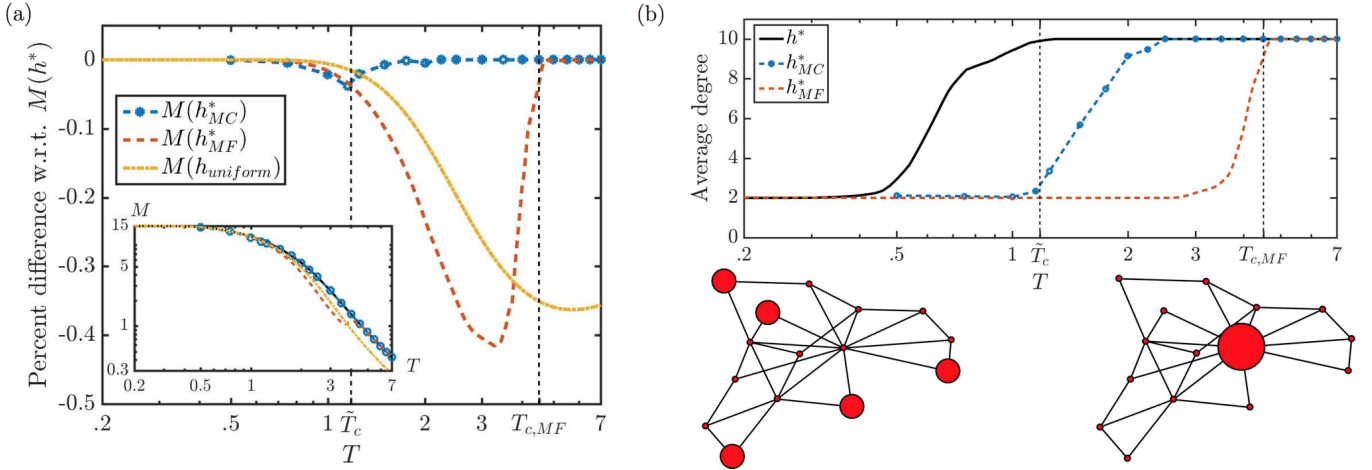 (a)
Percent difference w.r.t. M(h*)
0
-0.1
-0.2
-0.3
-0.4
-0.5
M(h*_MC)
M(h*_MF)
M(h_uniform)
M
15
5
1
0.3
0.2 0.5 1 3 7
T
0.2 .5 1 T̃_c 2 3 T_c,MF 7
T
(b)
Average degree
10
8
6
4
2
0
h*
h*_MC
h*_MF
0.2 .5 1 T̃_c 2 3 T_c,MF 7
T